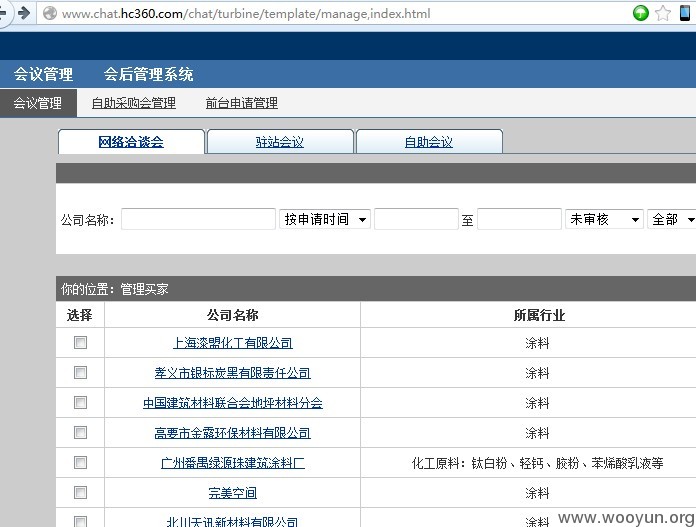 www.chat.hc360.com/chat/turbine/template/manage,index.html
会议管理 会后管理系统
会议管理 自助采购会管理 前台申请管理
网络洽谈会 驻站会议 自助会议
公司名称： 按申请时间 至 未审核 全部
你的位置：管理买家
选择 公司名称 所属行业
上海漆盟化工有限公司 涂料
孝义市银标炭黑有限责任公司 涂料
中国建筑材料联合会地坪材料分会 涂料
高要市金露环保材料有限公司 涂料
广州番禺绿源珠建筑涂料厂 化工原料：钛白粉、轻钙、胶粉、苯烯酸乳液等
完美空间 涂料
北川天讯新材料有限公司 涂料
www.wooyun.org